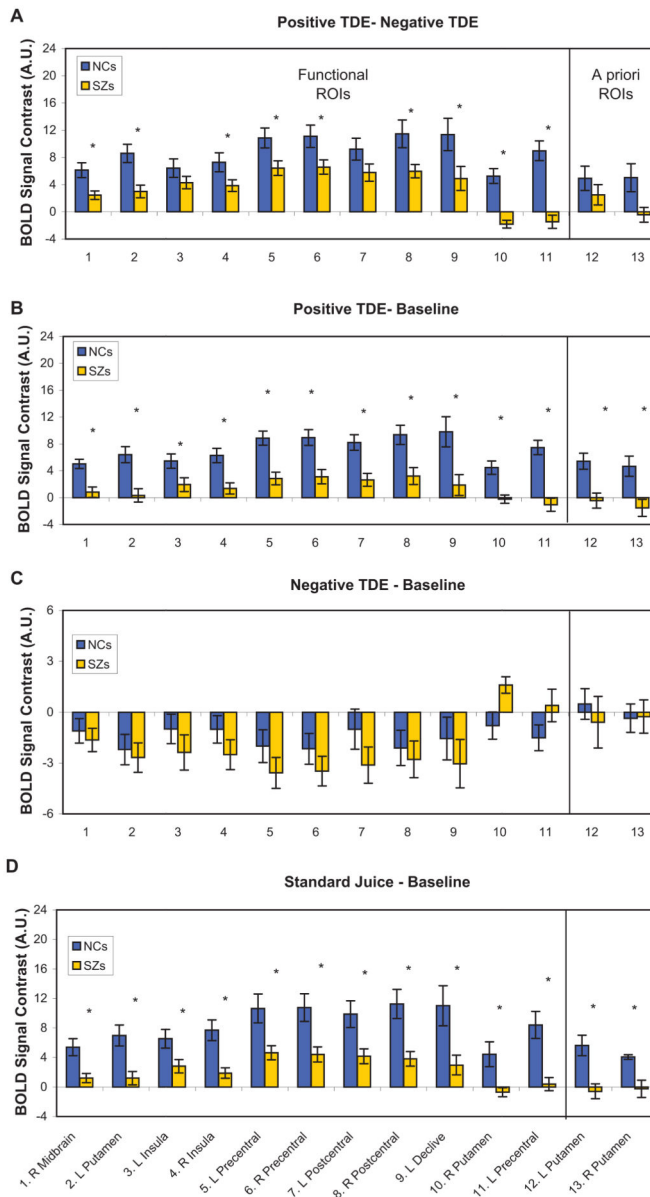 A
Positive TDE- Negative TDE
BOLD Signal Contrast (A.U.)
24
20
16
12
8
4
0
-4
NCs
SZs
Functional
ROIs
A priori
ROIs
* * * * * * * * *
1 2 3 4 5 6 7 8 9 10 11 12 13
B
Positive TDE- Baseline
BOLD Signal Contrast (A.U.)
24
20
16
12
8
4
0
-4
NCs
SZs
* * * * * * * * * * * * *
1 2 3 4 5 6 7 8 9 10 11 12 13
C
Negative TDE - Baseline
BOLD Signal Contrast (A.U.)
6
3
0
-3
-6
NCs
SZs
1 2 3 4 5 6 7 8 9 10 11 12 13
D
Standard Juice - Baseline
BOLD Signal Contrast (A.U.)
24
20
16
12
8
4
0
-4
NCs
SZs
* * * * * * * * * * * * *
1. R Midbrain
2. L Putamen
3. L Insula
4. R Insula
5. L Precentral
6. R Precentral
7. L Postcentral
8. R Postcentral
9. L Declive
10. R Putamen
11. L Precentral
12. L Putamen
13. R Putamen